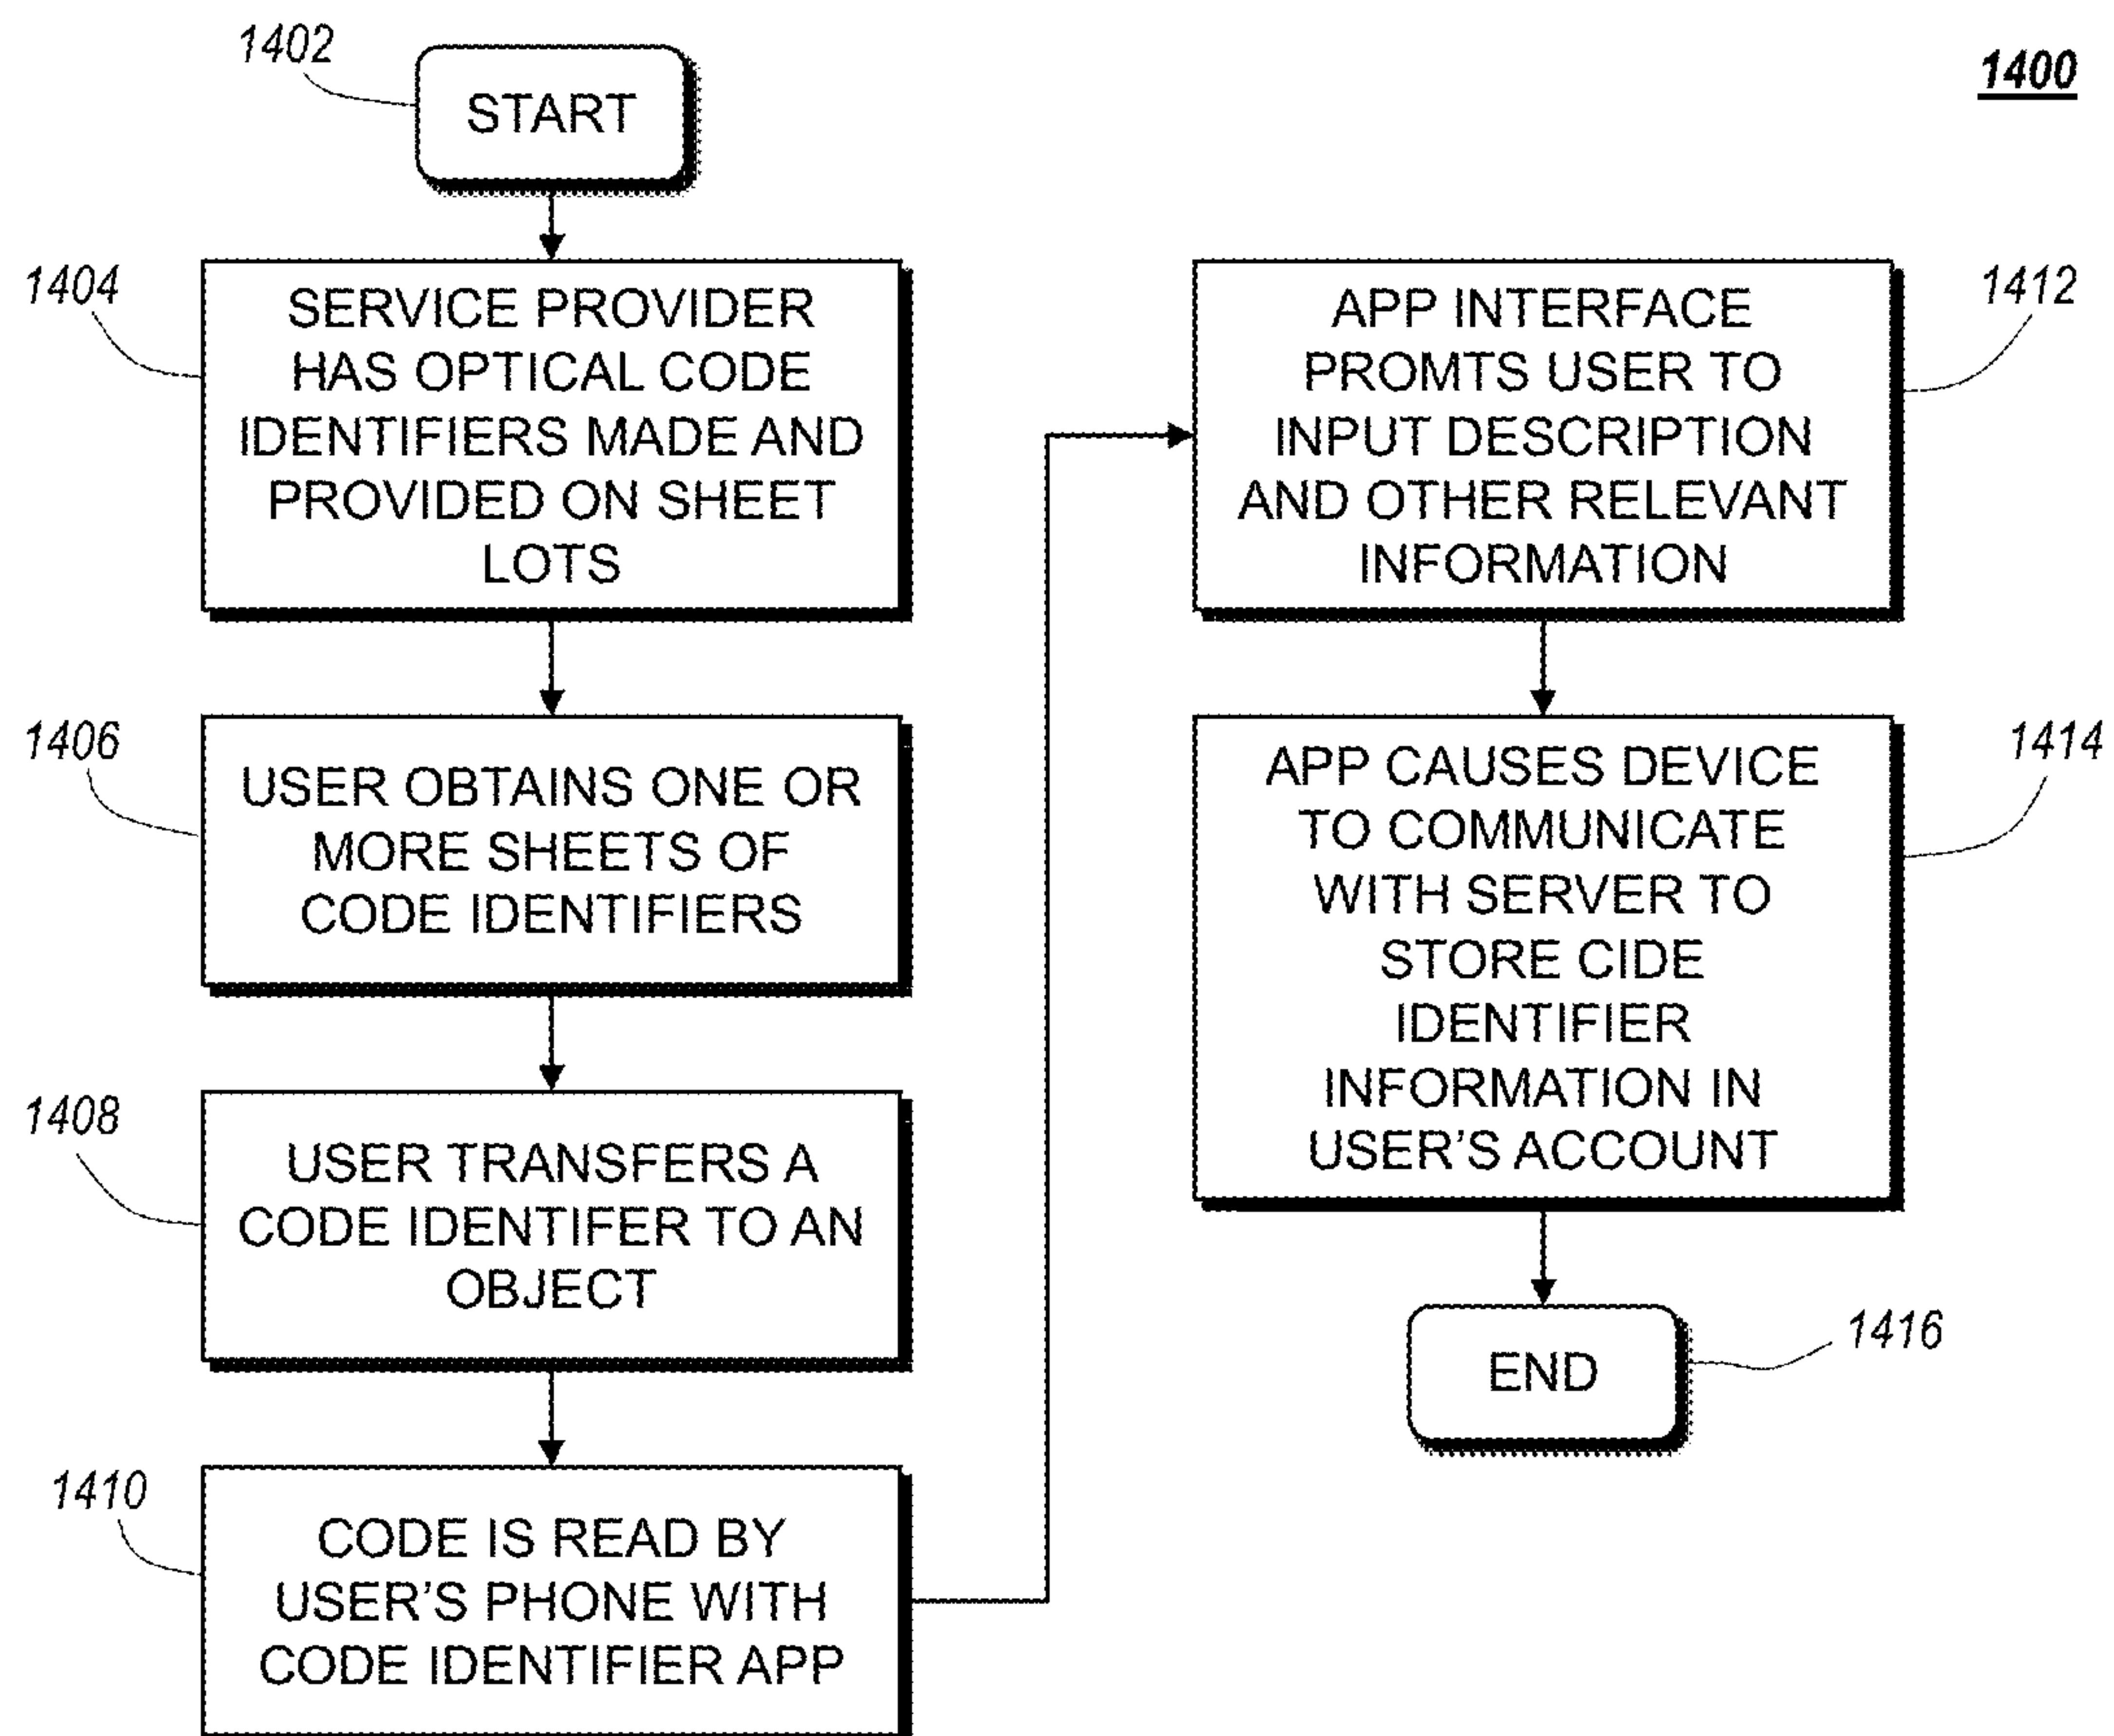 1402
START
1400
1404
SERVICE PROVIDER
HAS OPTICAL CODE
IDENTIFIERS MADE AND
PROVIDED ON SHEET
LOTS
1406
USER OBTAINS ONE OR
MORE SHEETS OF
CODE IDENTIFIERS
1408
USER TRANSFERS A
CODE IDENTIFER TO AN
OBJECT
1410
CODE IS READ BY
USER'S PHONE WITH
CODE IDENTIFIER APP
1412
APP INTERFACE
PROMTS USER TO
INPUT DESCRIPTION
AND OTHER RELEVANT
INFORMATION
1414
APP CAUSES DEVICE
TO COMMUNICATE
WITH SERVER TO
STORE CIDE
IDENTIFIER
INFORMATION IN
USER'S ACCOUNT
END
1416